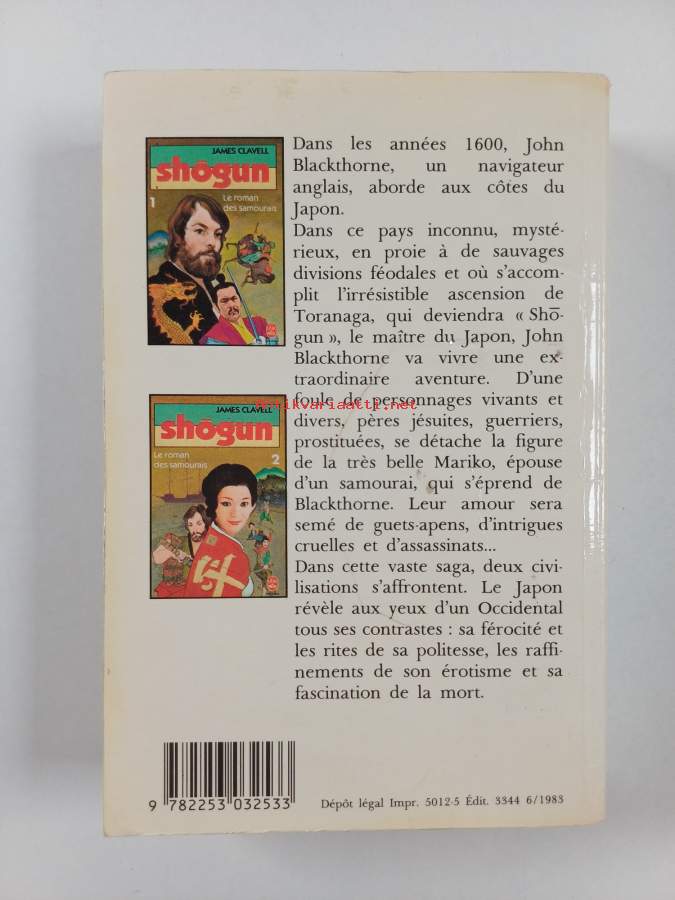 JAMES CLAVELL
shōgun
1
Le roman
des samouraïs
JAMES CLAVELL
shōgun
2
Le roman
des samouraïs
Dans les années 1600, John
Blackthorne, un navigateur
anglais, aborde aux côtes du
Japon.
Dans ce pays inconnu, mysté-
rieux, en proie à de sauvages
divisions féodales et où s'accom-
plit l'irrésistible ascension de
Toranaga, qui deviendra « Shō-
gun », le maître du Japon, John
Blackthorne va vivre une ex-
traordinaire aventure. D'une
foule de personnages vivants et
divers, pères jésuites, guerriers,
prostituées, se détache la figure
de la très belle Mariko, épouse
d'un samouraï, qui s'éprend de
Blackthorne. Leur amour sera
semé de guets-apens, d'intrigues
cruelles et d'assassinats...
Dans cette vaste saga, deux civi-
lisations s'affrontent. Le Japon
révèle aux yeux d'un Occidental
tous ses contrastes : sa férocité et
les rites de sa politesse, les raffi-
nements de son érotisme et sa
fascination de la mort.
Antikvariaatti.net
9 782253 032533
Dépôt légal Impr. 5012-5 Édit. 3344 6/1983